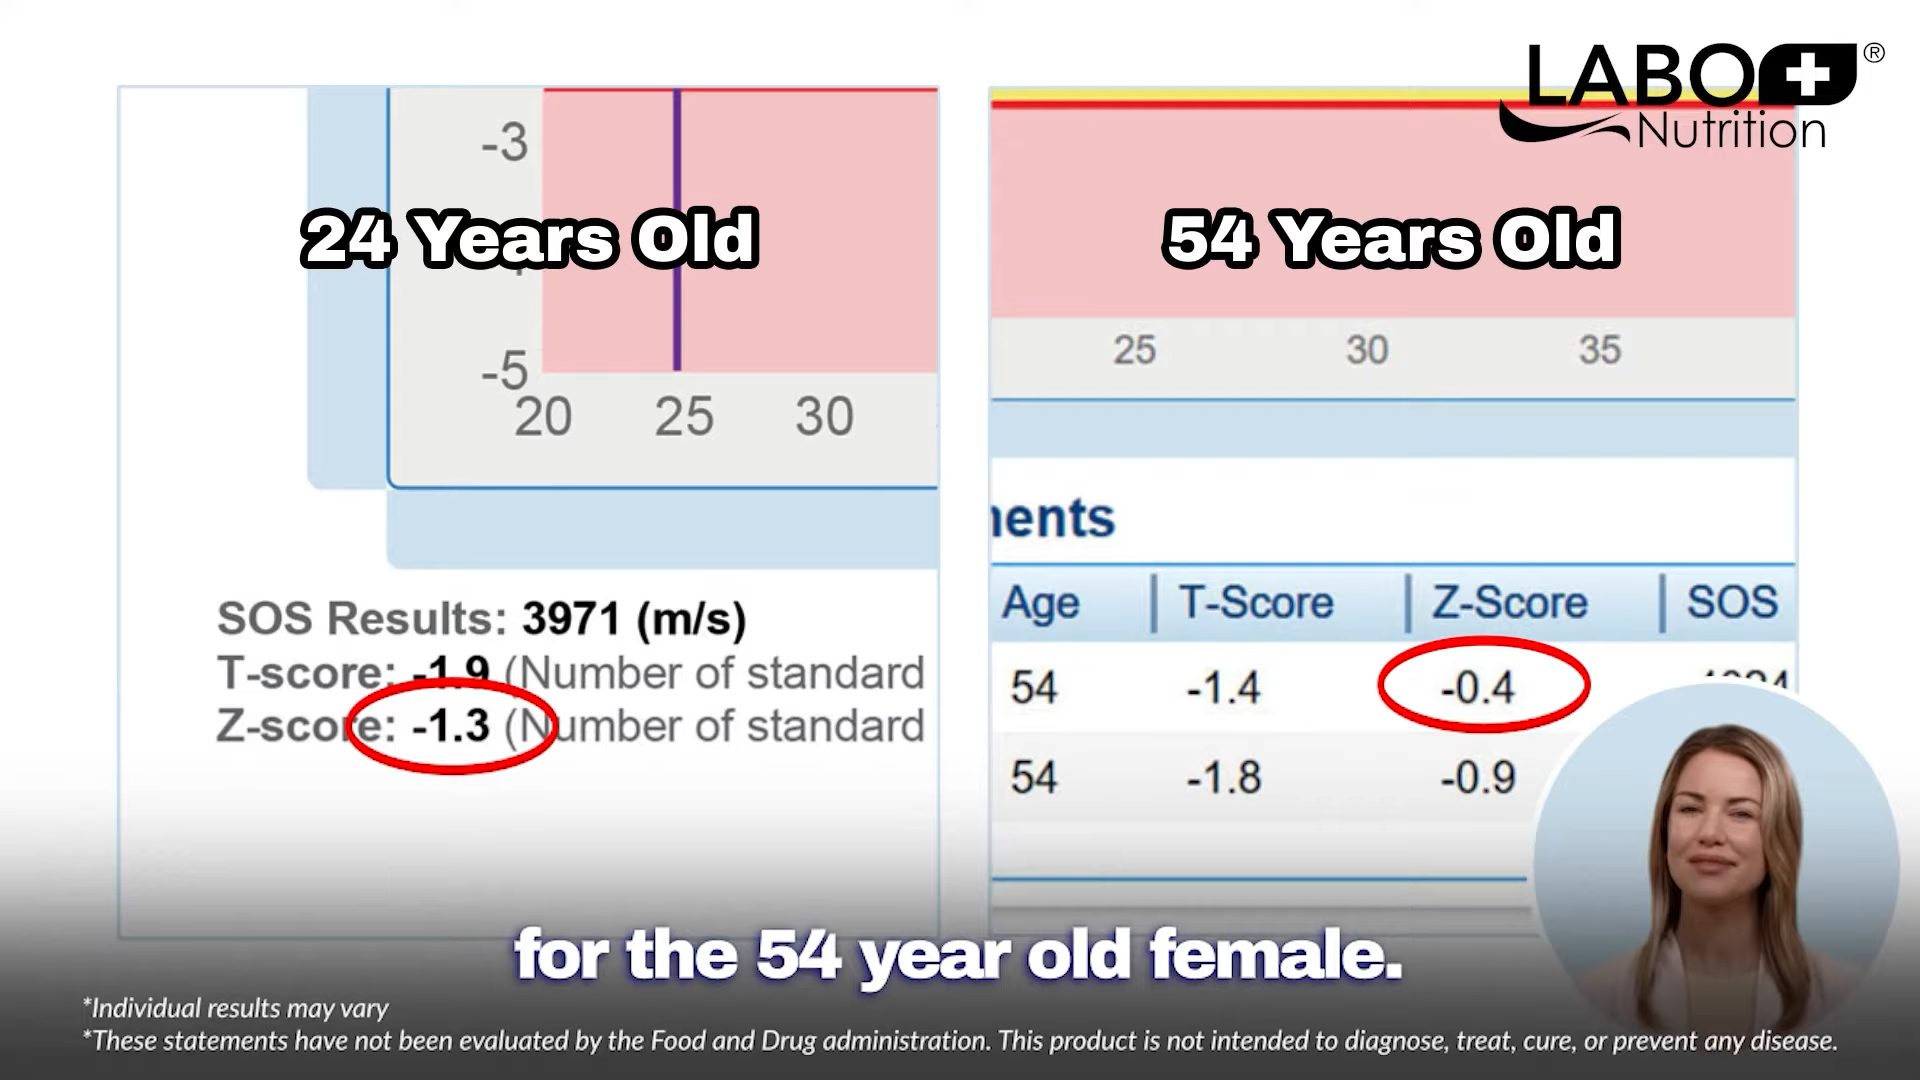 LABO
Nutrition
®
-3
24 Years Old
-5
20 25 30
SOS Results: 3971 (m/s)
T-score: -1.9 (Number of standard
Z-score: -1.3 (Number of standard
54 Years Old
25 30 35
nents
Age T-Score Z-Score SOS
54 -1.4 -0.4
54 -1.8 -0.9
for the 54 year old female.
*Individual results may vary
*These statements have not been evaluated by the Food and Drug administration. This product is not intended to diagnose, treat, cure, or prevent any disease.